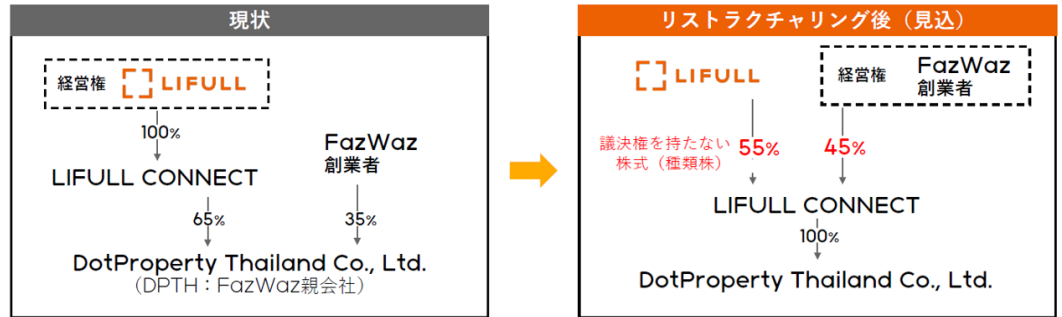 現状
経営権 LIFULL
100%
FazWaz
創業者
LIFULL CONNECT
65%
35%
DotProperty Thailand Co., Ltd.
（DPTH：FazWaz親会社）
リストラクチャリング後（見込）
LIFULL
経営権 FazWaz
創業者
議決権を持たない
株式（種類株）
55%
45%
LIFULL CONNECT
100%
DotProperty Thailand Co., Ltd.